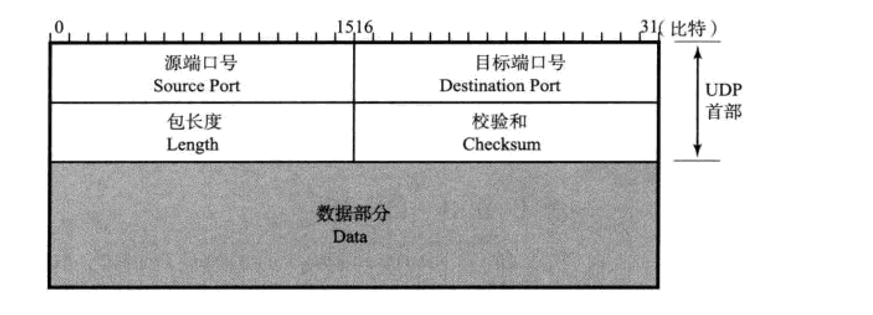 0 1516 31(比特)
源端口号 目标端口号
Source Port Destination Port
UDP
首部
包长度 校验和
Length Checksum
数据部分
Data